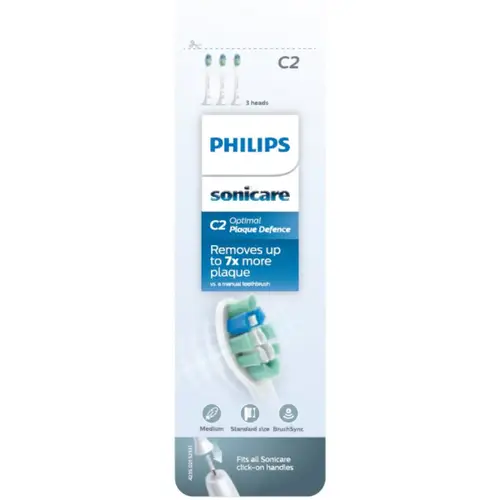 C2
3 heads
PHILIPS
sonicare
C2 Optimal
Plaque Defence
Removes up
to 7x more
plaque
vs. a manual toothbrush
Medium
Standard size
BrushSync
Fits all Sonicare
click-on handles